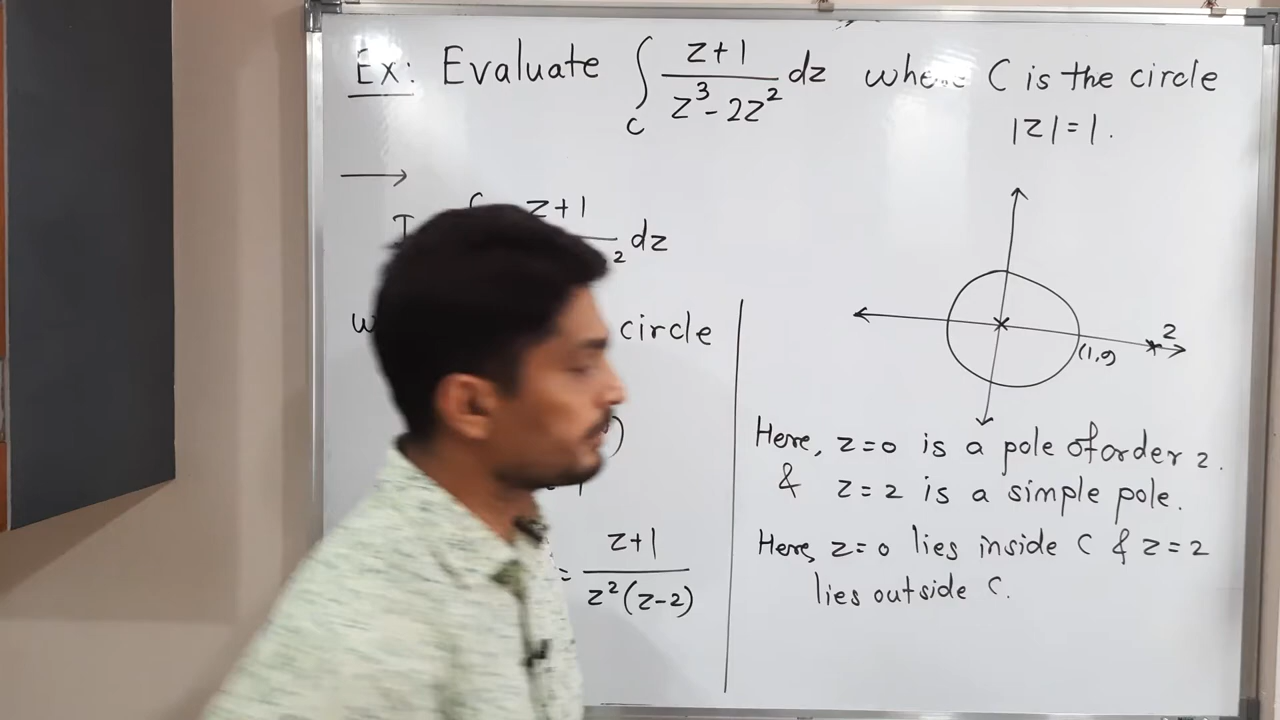 Ex: Evaluate ∫_C (z+1)/(z³-2z²) dz where C is the circle
|z|=1.
z+1
2 dz
circle
= (z+1)/(z²(z-2))
2
(1,0)
Here, z=0 is a pole of order 2.
& z=2 is a simple pole.
Here, z=0 lies inside C & z=2
lies outside C.